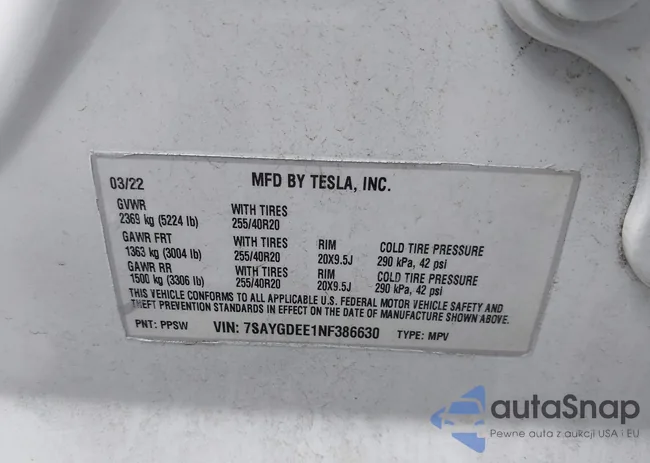 03/22 MFD BY TESLA, INC.
GVWR WITH TIRES
2369 kg (5224 lb) 255/40R20
GAWR FRT WITH TIRES RIM COLD TIRE PRESSURE
1363 kg (3004 lb) 255/40R20 20X9.5J 290 kPa, 42 psi
GAWR RR WITH TIRES RIM COLD TIRE PRESSURE
1500 kg (3306 lb) 255/40R20 20X9.5J 290 kPa, 42 psi
THIS VEHICLE CONFORMS TO ALL APPLICABLE U.S. FEDERAL MOTOR VEHICLE SAFETY AND
THEFT PREVENTION STANDARDS IN EFFECT ON THE DATE OF MANUFACTURE SHOWN ABOVE.
PNT: PPSW VIN: 7SAYGDEE1NF386630 TYPE: MPV
autaSnap
Pewne auta z aukcji USA i EU